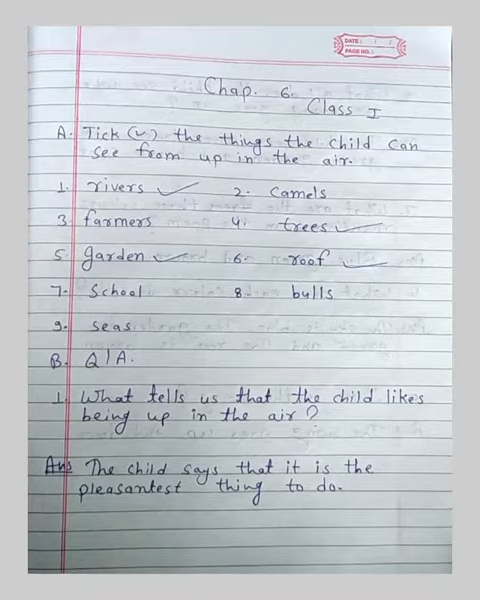 DATE: / /
PAGE NO.:
Chap. 6
Class I
A. Tick (✓) the things the child can
see from up in the air.
1. rivers ✓ 2. Camels
3. farmers 4. trees ✓
5. garden ✓ 6. roof ✓
7. School 8. bulls
9. seas
B. Q/A.
1. What tells us that the child likes
being up in the air?
Ans The child says that it is the
pleasantest thing to do.